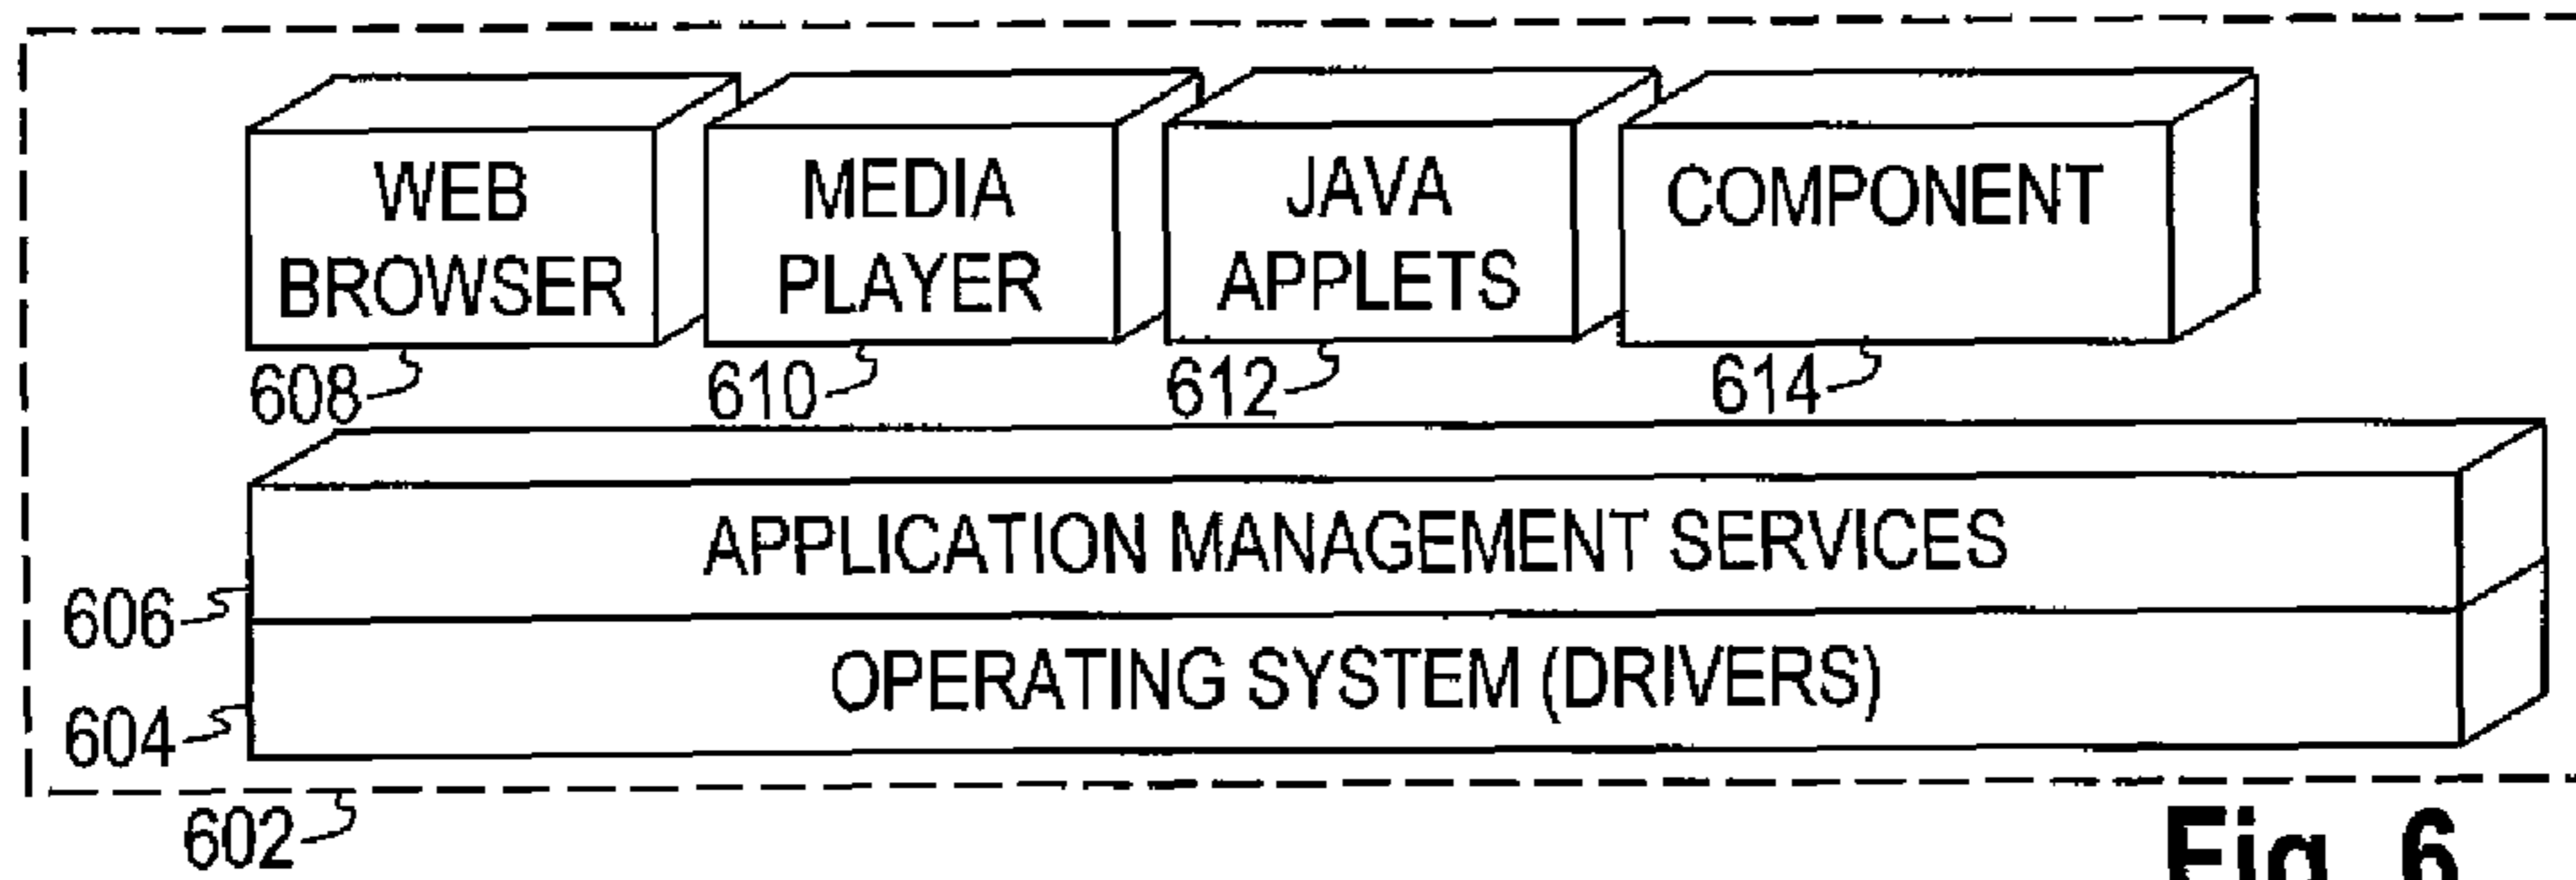 WEB
BROWSER
MEDIA
PLAYER
JAVA
APPLETS
COMPONENT
608
610
612
614
APPLICATION MANAGEMENT SERVICES
606
OPERATING SYSTEM (DRIVERS)
604
602
Fig. 6